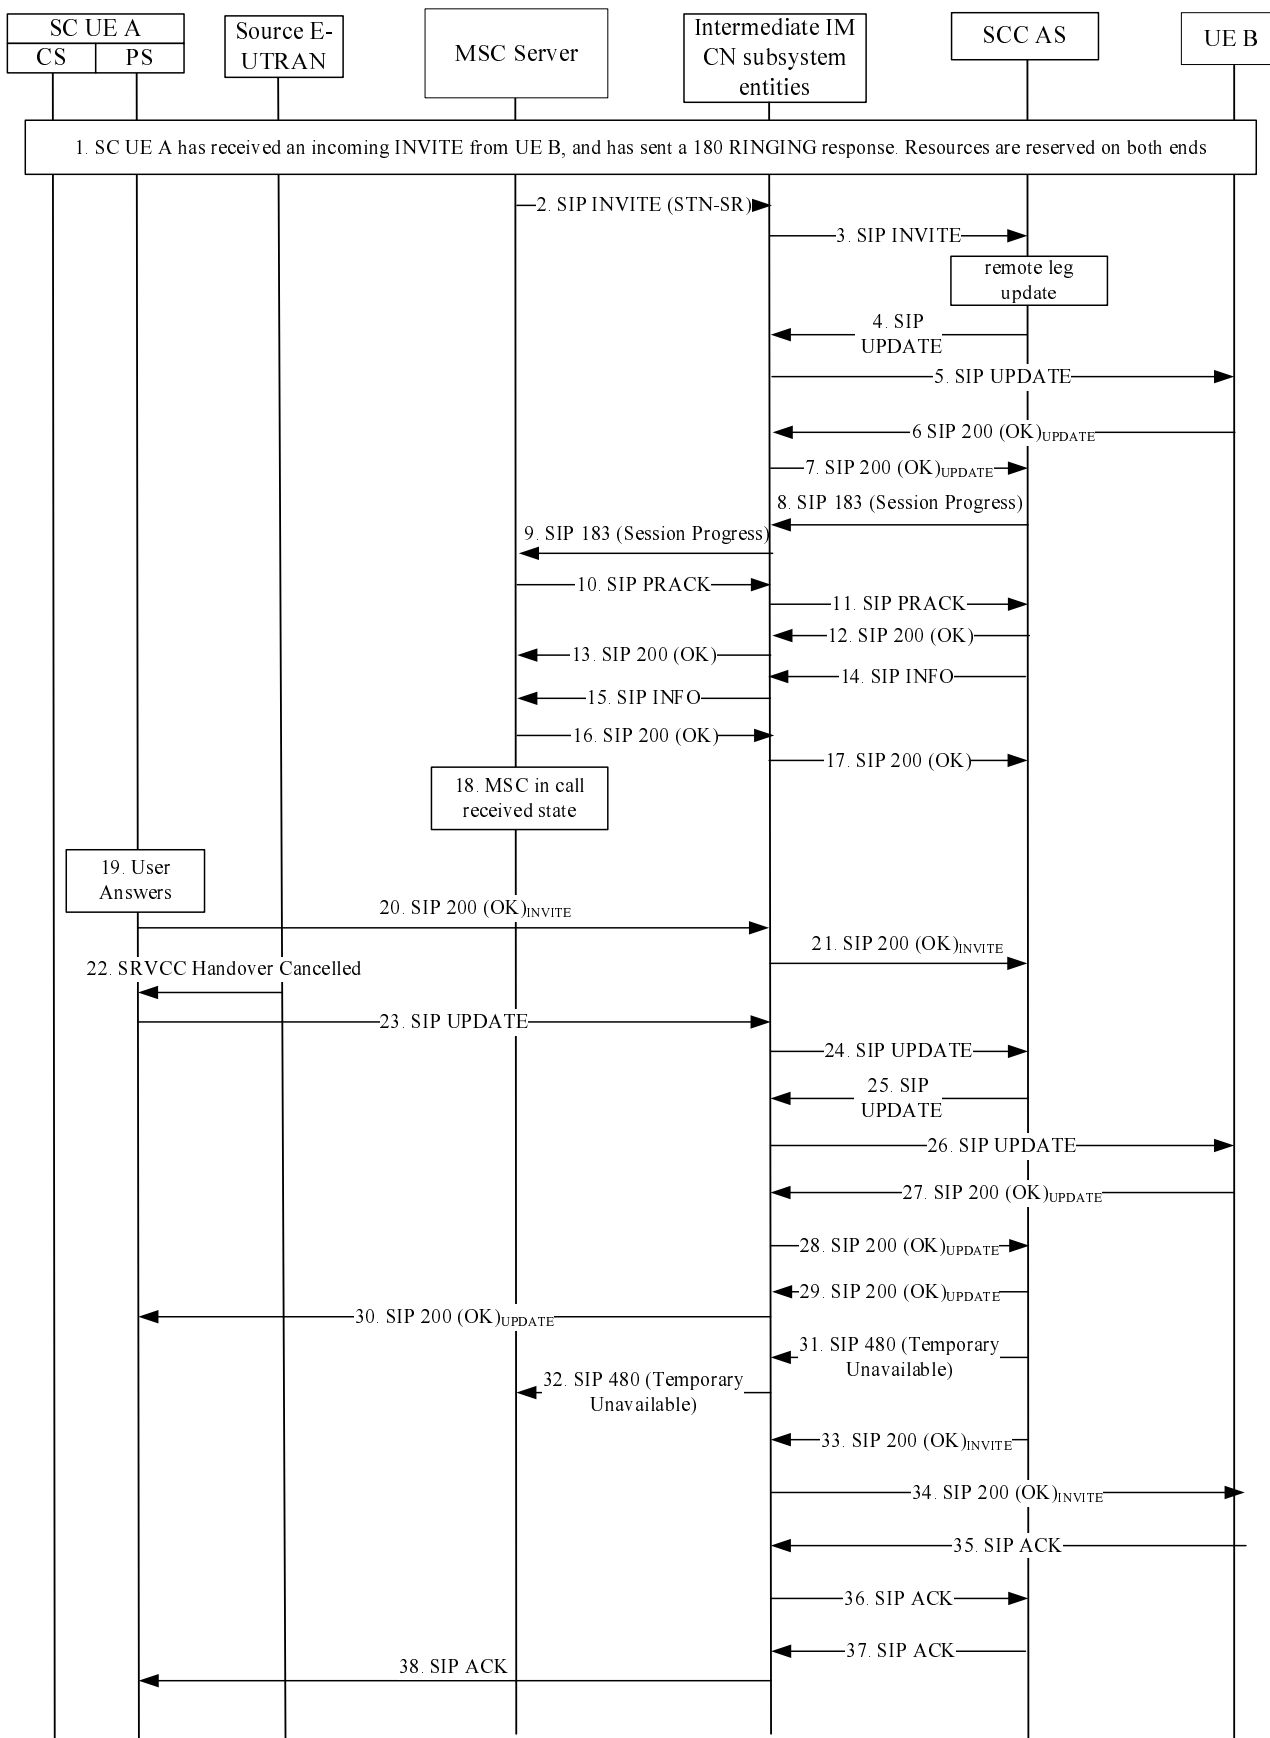 SC UE A
CS
PS
Source E-
UTRAN
MSC Server
Intermediate IM
CN subsystem
entities
SCC AS
UE B
1. SC UE A has received an incoming INVITE from UE B, and has sent a 180 RINGING response. Resources are reserved on both ends
2. SIP INVITE (STN-SR)
3. SIP INVITE
remote leg
update
4. SIP
UPDATE
5. SIP UPDATE
6 SIP 200 (OK)UPDATE
7. SIP 200 (OK)UPDATE
8. SIP 183 (Session Progress)
9. SIP 183 (Session Progress)
10. SIP PRACK
11. SIP PRACK
12. SIP 200 (OK)
13. SIP 200 (OK)
14. SIP INFO
15. SIP INFO
16. SIP 200 (OK)
17. SIP 200 (OK)
18. MSC in call
received state
19. User
Answers
20. SIP 200 (OK)INVITE
21. SIP 200 (OK)INVITE
22. SRVCC Handover Cancelled
23. SIP UPDATE
24. SIP UPDATE
25. SIP
UPDATE
26. SIP UPDATE
27. SIP 200 (OK)UPDATE
28. SIP 200 (OK)UPDATE
29. SIP 200 (OK)UPDATE
30. SIP 200 (OK)UPDATE
31. SIP 480 (Temporary
Unavailable)
32. SIP 480 (Temporary
Unavailable)
33. SIP 200 (OK)INVITE
34. SIP 200 (OK)INVITE
35. SIP ACK
36. SIP ACK
37. SIP ACK
38. SIP ACK